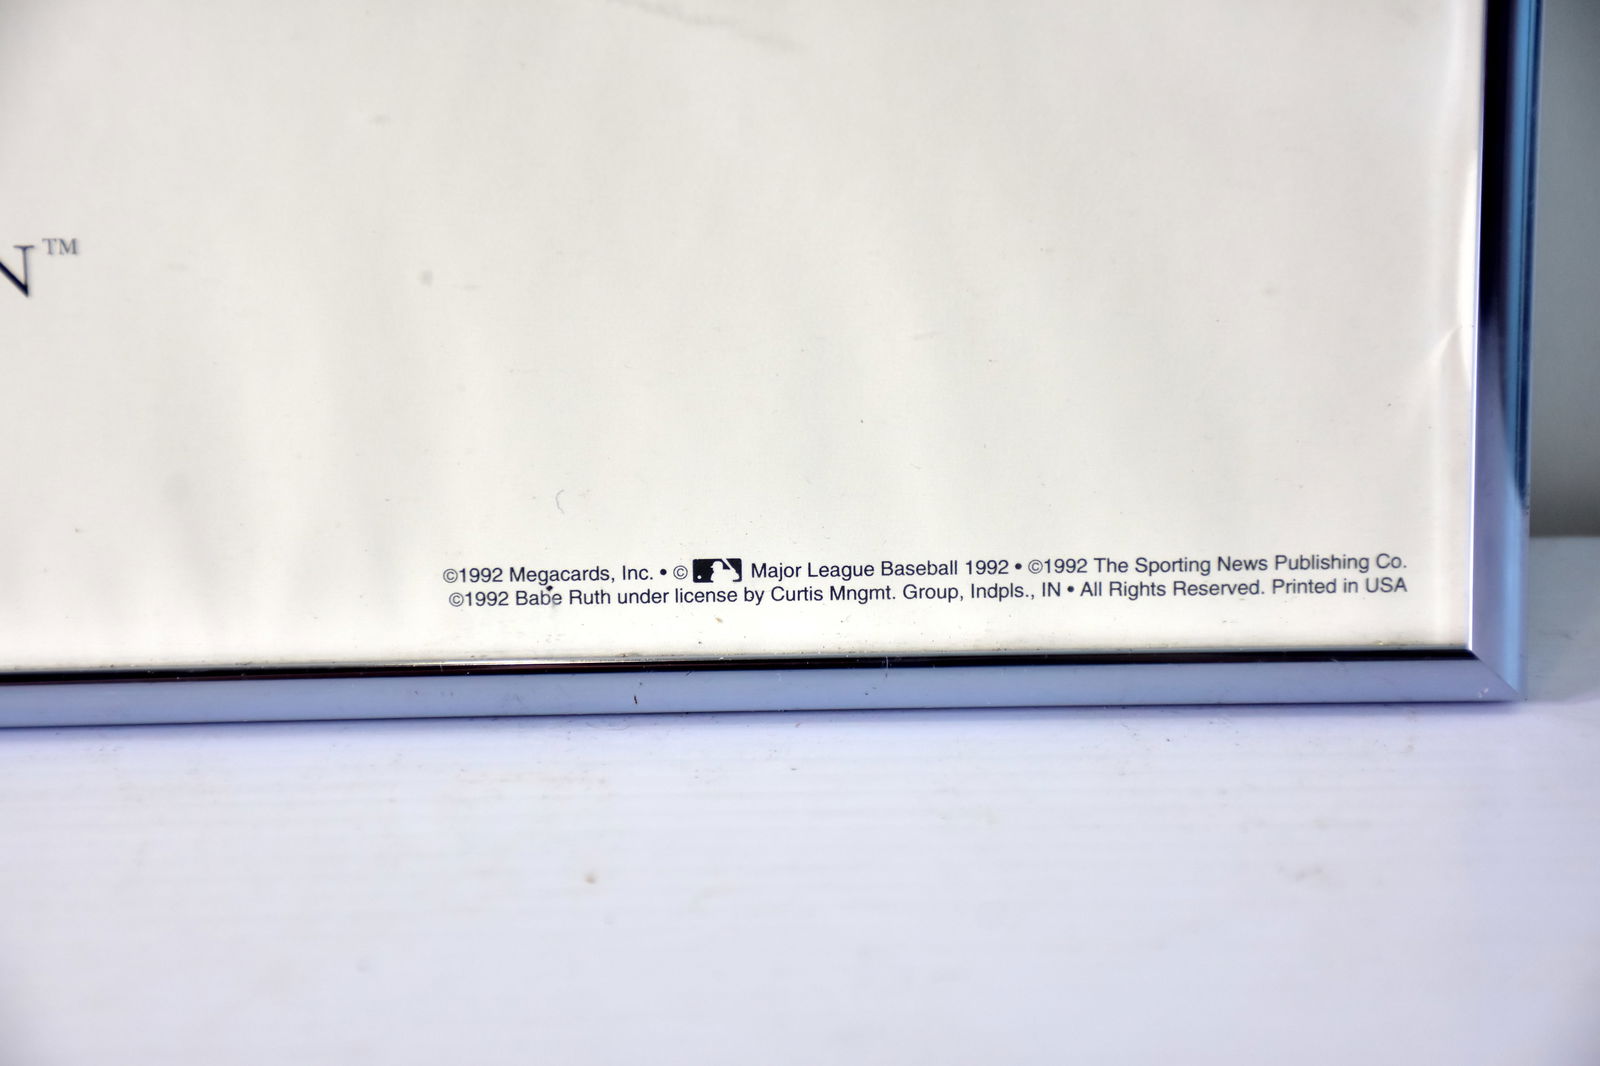 N™
©1992 Megacards, Inc. • © Major League Baseball 1992 • ©1992 The Sporting News Publishing Co.
©1992 Babe Ruth under license by Curtis Mngmt. Group, Indpls., IN • All Rights Reserved. Printed in USA